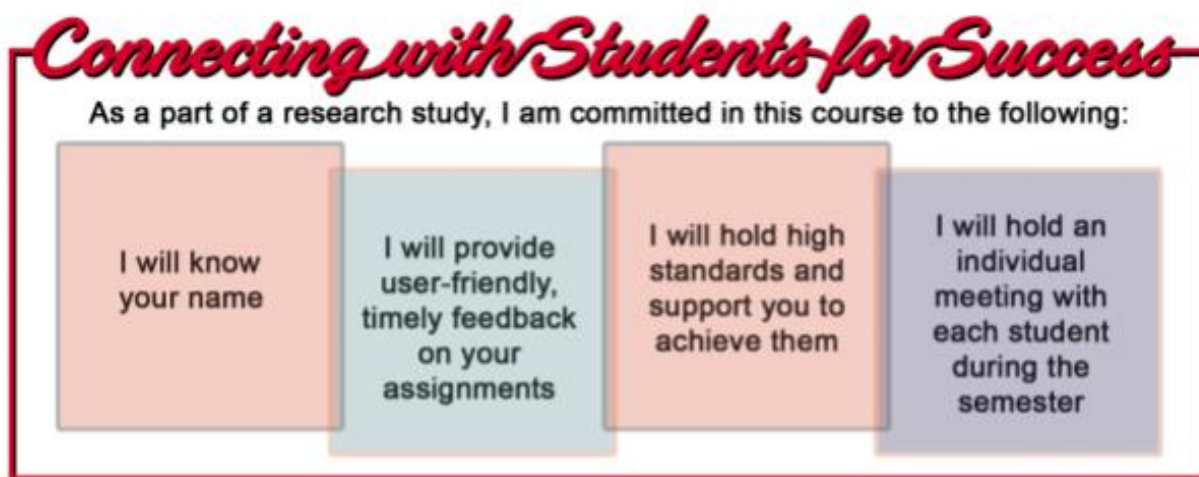 Connecting with Students for Success
As a part of a research study, I am committed in this course to the following:
I will know
your name
I will provide
user-friendly,
timely feedback
on your
assignments
I will hold high
standards and
support you to
achieve them
I will hold an
individual
meeting with
each student
during the
semester